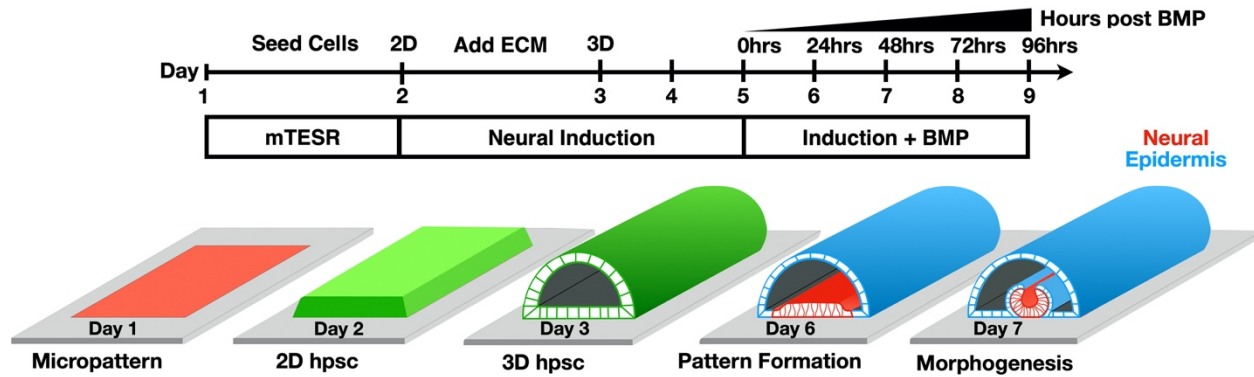 Hours post BMP
Seed Cells 2D Add ECM 3D 0hrs 24hrs 48hrs 72hrs 96hrs
Day
1 2 3 4 5 6 7 8 9
mTESR Neural Induction Induction + BMP
Neural
Epidermis
Day 1 Day 2 Day 3 Day 6 Day 7
Micropattern 2D hpsc 3D hpsc Pattern Formation Morphogenesis